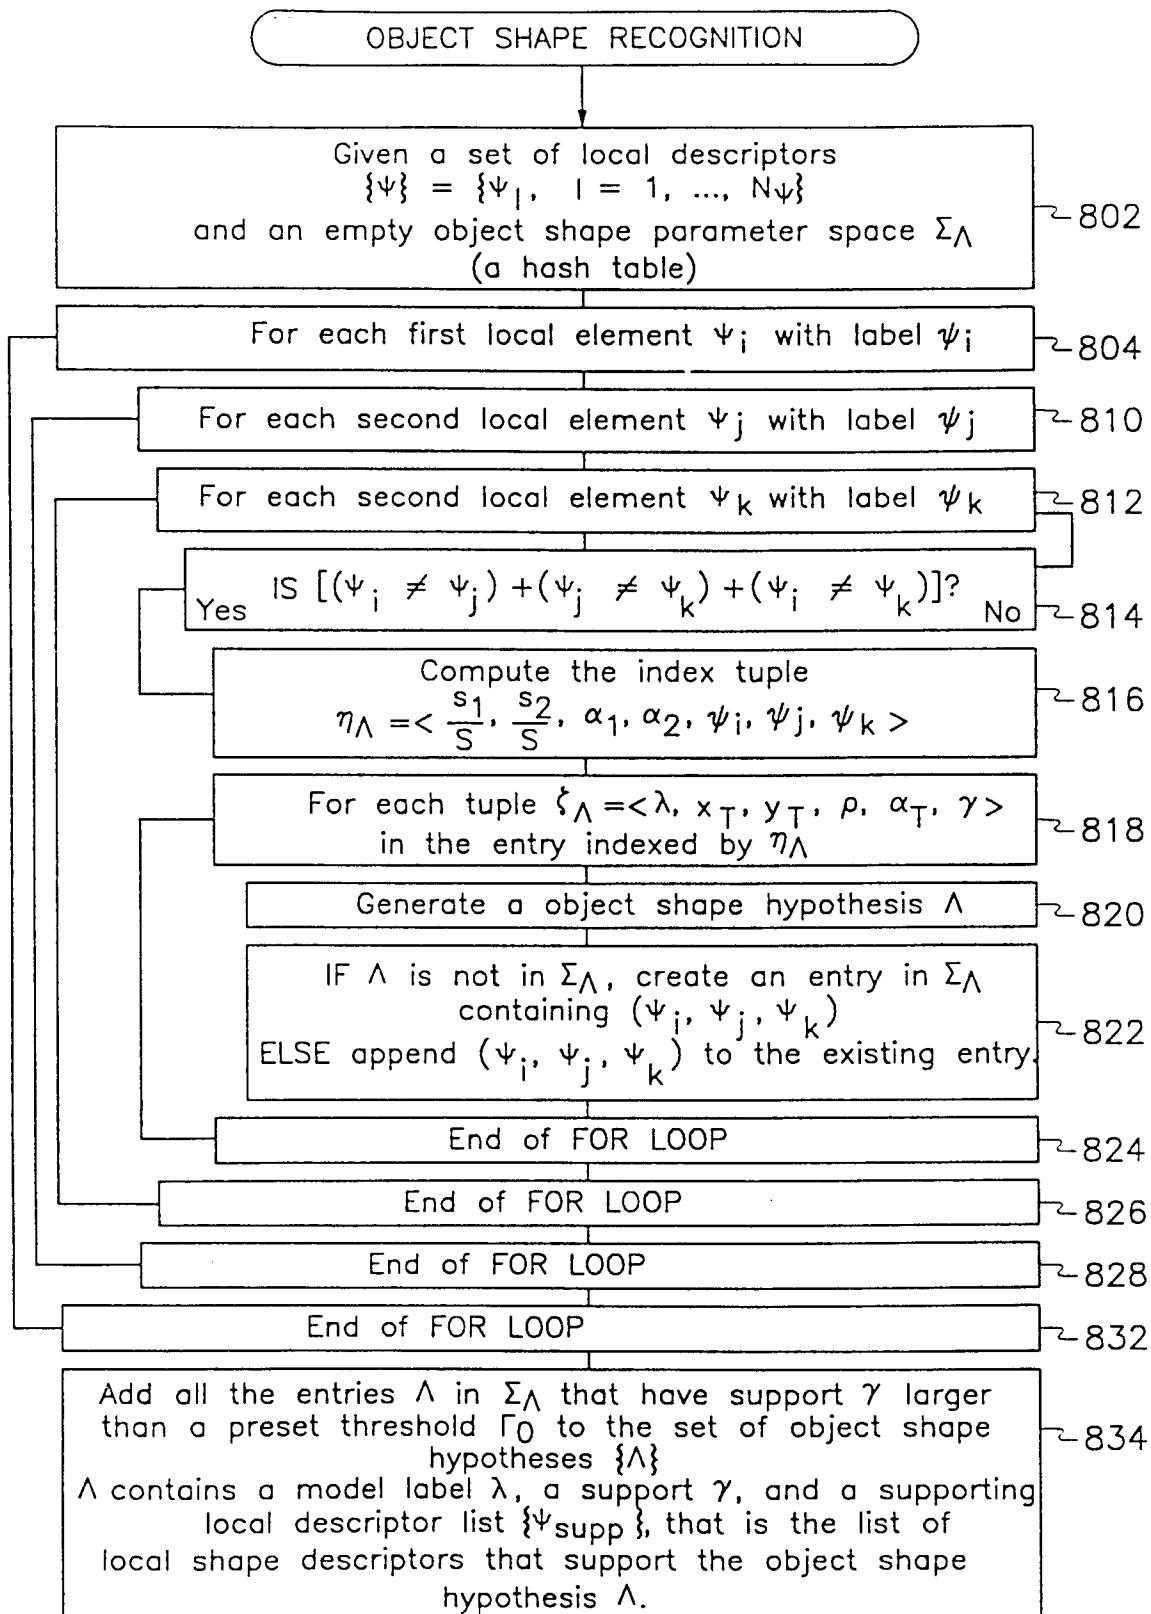 OBJECT SHAPE RECOGNITION
Given a set of local descriptors
{Ψ} = {Ψ_l, l = 1, ..., N_Ψ}
and an empty object shape parameter space Σ_Λ
(a hash table)
802
For each first local element Ψ_i with label ψ_i
804
For each second local element Ψ_j with label ψ_j
810
For each second local element Ψ_k with label ψ_k
812
IS [(Ψ_i ≠ Ψ_j) + (Ψ_j ≠ Ψ_k) + (Ψ_i ≠ Ψ_k)]?
Yes No
814
Compute the index tuple
η_Λ = < s_1/S, s_2/S, α_1, α_2, ψ_i, ψ_j, ψ_k >
816
For each tuple ζ_Λ = <λ, x_T, y_T, ρ, α_T, γ>
in the entry indexed by η_Λ
818
Generate a object shape hypothesis Λ
820
IF Λ is not in Σ_Λ, create an entry in Σ_Λ
containing (Ψ_i, Ψ_j, Ψ_k)
ELSE append (Ψ_i, Ψ_j, Ψ_k) to the existing entry.
822
End of FOR LOOP
824
End of FOR LOOP
826
End of FOR LOOP
828
End of FOR LOOP
832
Add all the entries Λ in Σ_Λ that have support γ larger
than a preset threshold Γ_0 to the set of object shape
hypotheses {Λ}
Λ contains a model label λ, a support γ, and a supporting
local descriptor list {Ψ_supp}, that is the list of
local shape descriptors that support the object shape
hypothesis Λ.
834